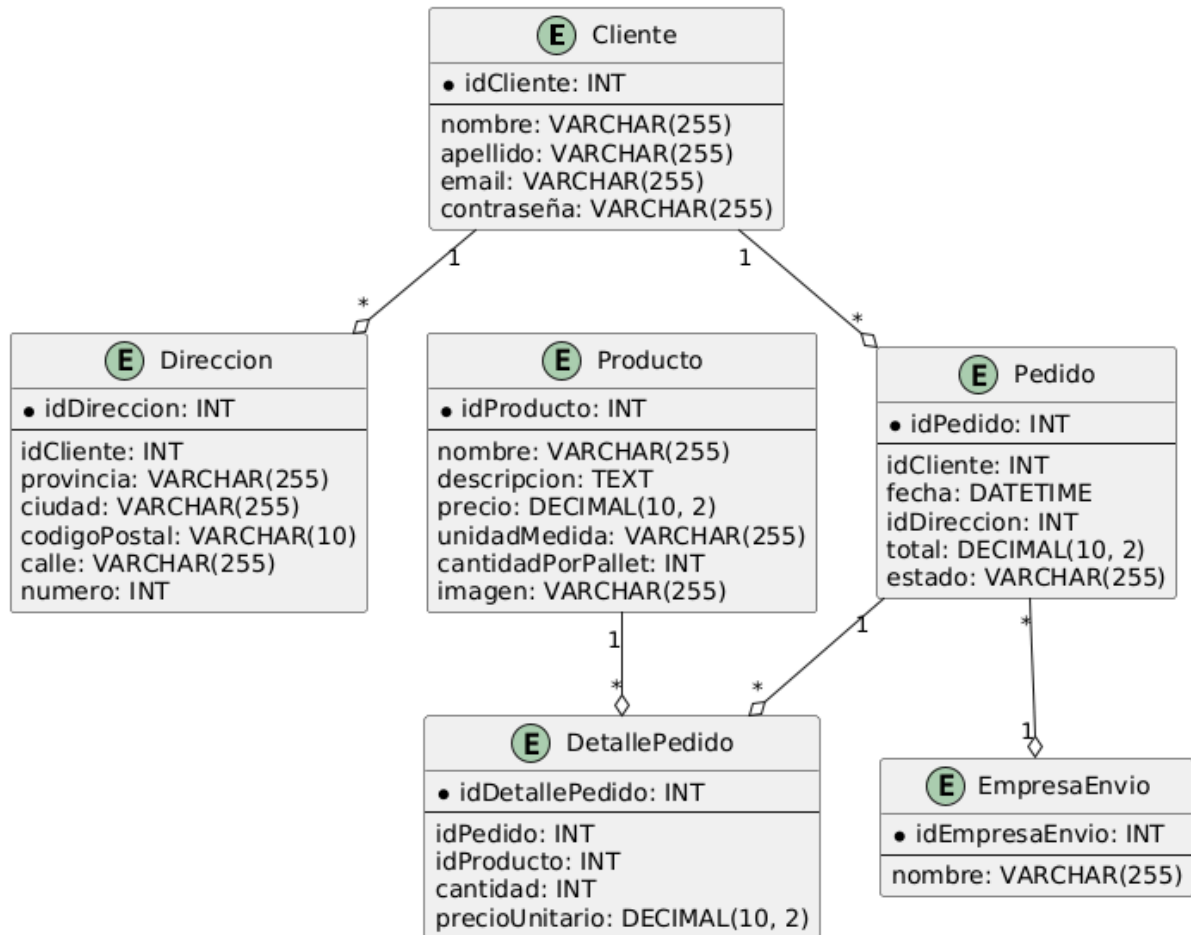 E Cliente
idCliente: INT
nombre: VARCHAR(255)
apellido: VARCHAR(255)
email: VARCHAR(255)
contraseña: VARCHAR(255)
1
1
*
*
E Direccion
idDireccion: INT
idCliente: INT
provincia: VARCHAR(255)
ciudad: VARCHAR(255)
codigoPostal: VARCHAR(10)
calle: VARCHAR(255)
numero: INT
E Producto
idProducto: INT
nombre: VARCHAR(255)
descripcion: TEXT
precio: DECIMAL(10, 2)
unidadMedida: VARCHAR(255)
cantidadPorPallet: INT
imagen: VARCHAR(255)
E Pedido
idPedido: INT
idCliente: INT
fecha: DATETIME
idDireccion: INT
total: DECIMAL(10, 2)
estado: VARCHAR(255)
1
1
*
*
*
1
E DetallePedido
idDetallePedido: INT
idPedido: INT
idProducto: INT
cantidad: INT
precioUnitario: DECIMAL(10, 2)
E EmpresaEnvio
idEmpresaEnvio: INT
nombre: VARCHAR(255)